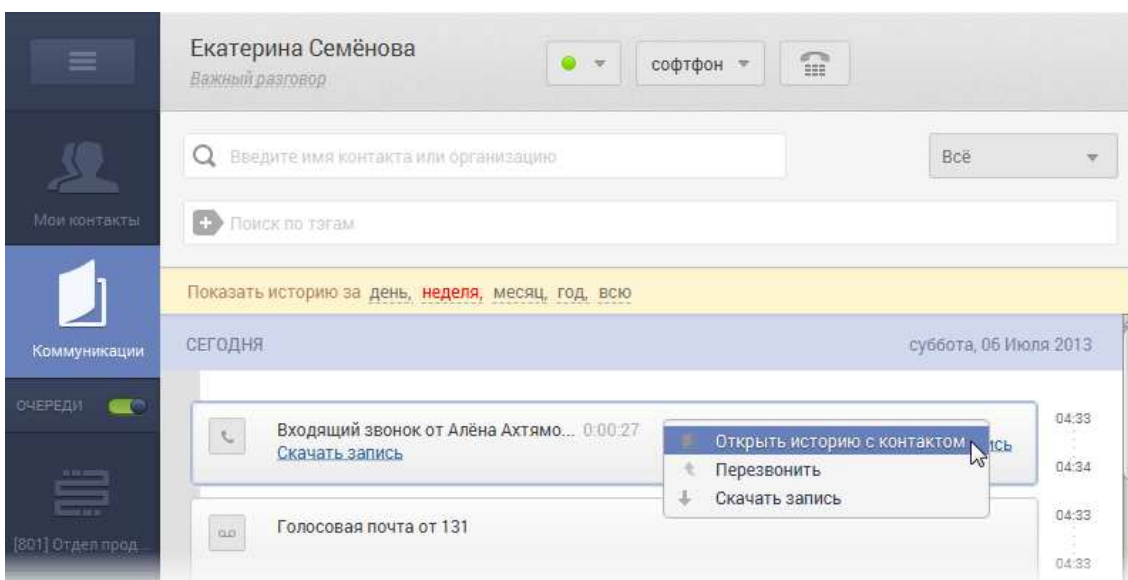 Екатерина Семёнова
Важный разговор
софтфон
Введите имя контакта или организацию
Всё
Мои контакты
Поиск по тэгам
Показать историю за день, неделя, месяц, год, всю
Коммуникации
СЕГОДНЯ
суббота, 06 Июля 2013
ОЧЕРЕДИ
Входящий звонок от Алёна Ахтямо... 0:00:27
Скачать запись
Открыть историю с контактом
Перезвонить
Скачать запись
04:33
04:34
Голосовая почта от 131
04:33
04:33
[801] Отдел прод...